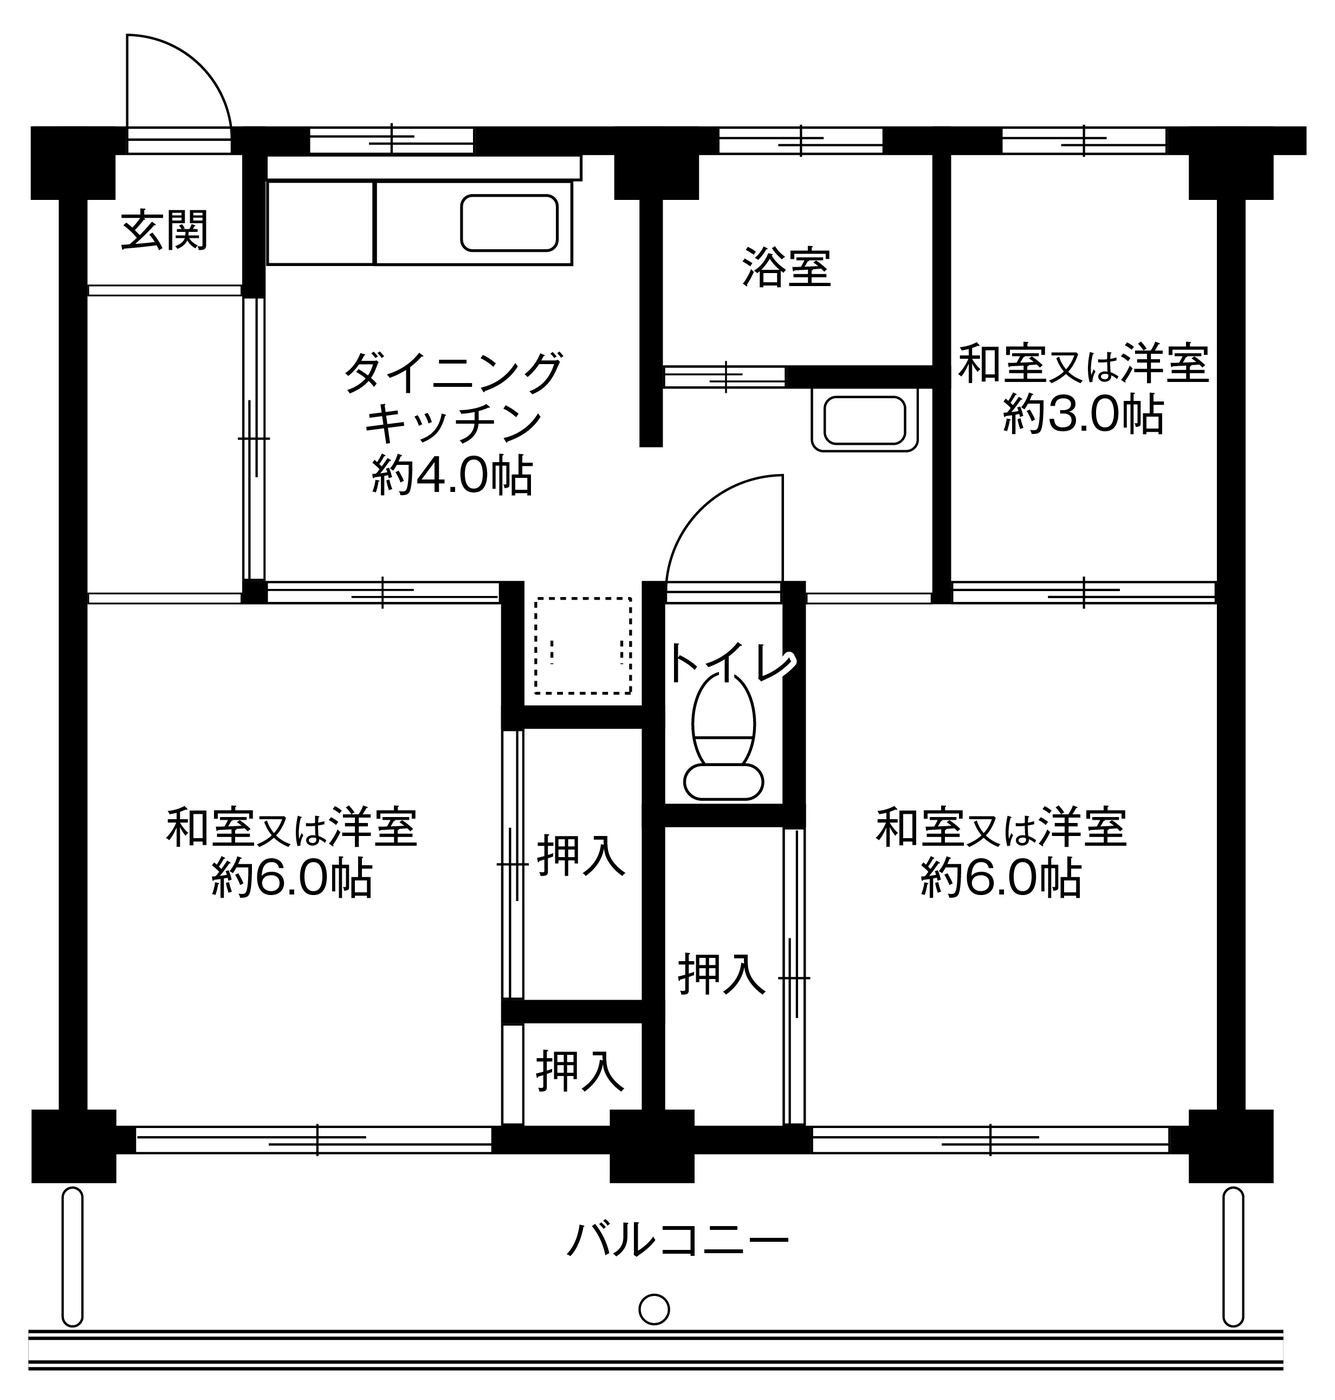 玄関
浴室
ダイニング
キッチン
約4.0帖
和室又は洋室
約3.0帖
トイレ
和室又は洋室
約6.0帖
押入
和室又は洋室
約6.0帖
押入
押入
バルコニー